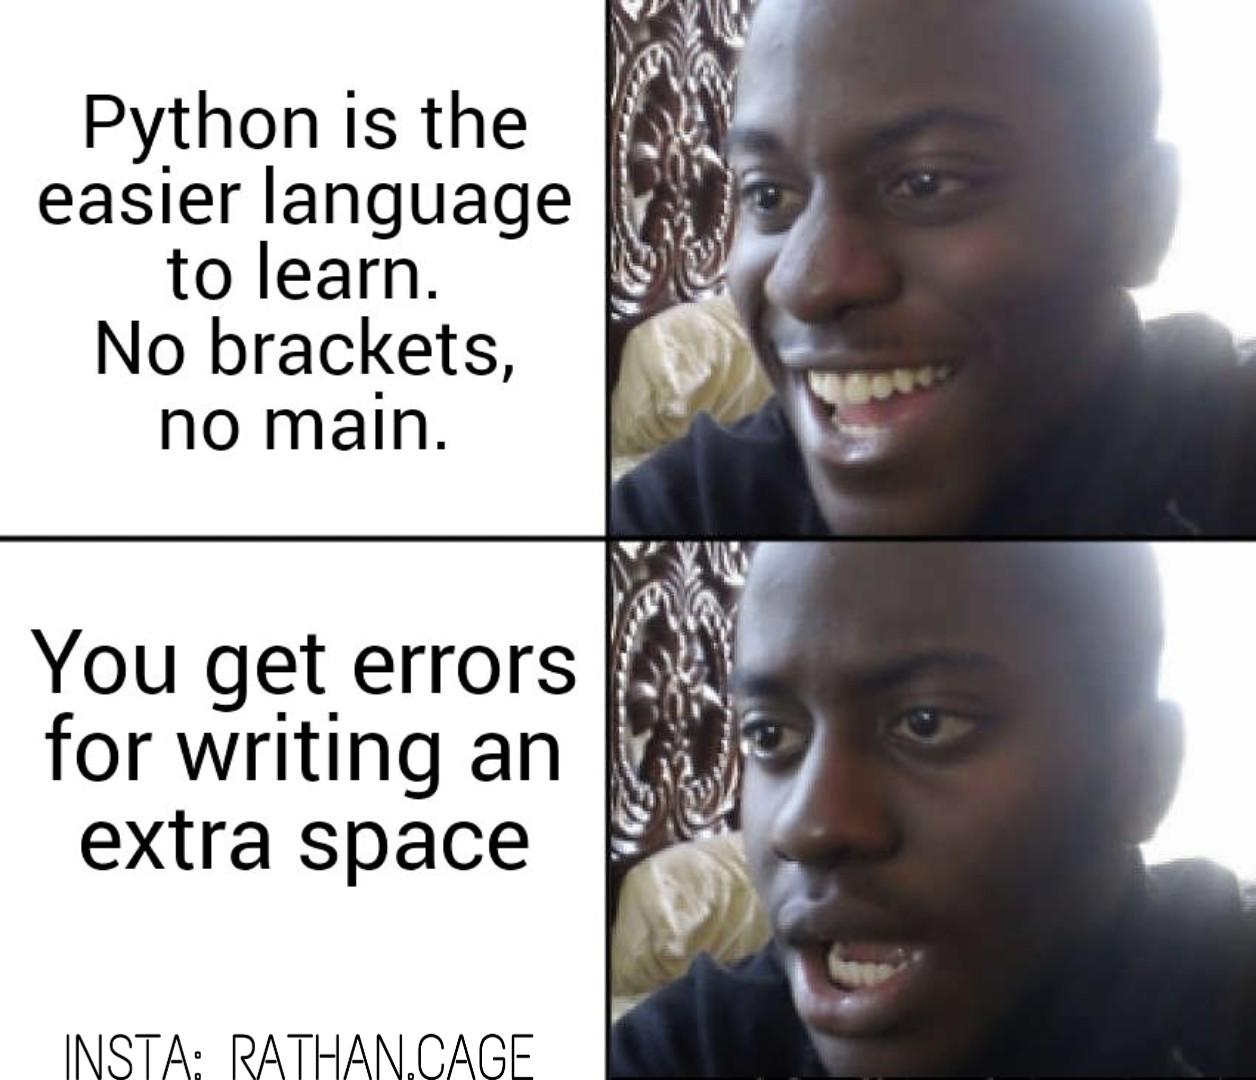 Python is the
easier language
to learn.
No brackets,
no main.
You get errors
for writing an
extra space
INSTA: RATHAN.CAGE